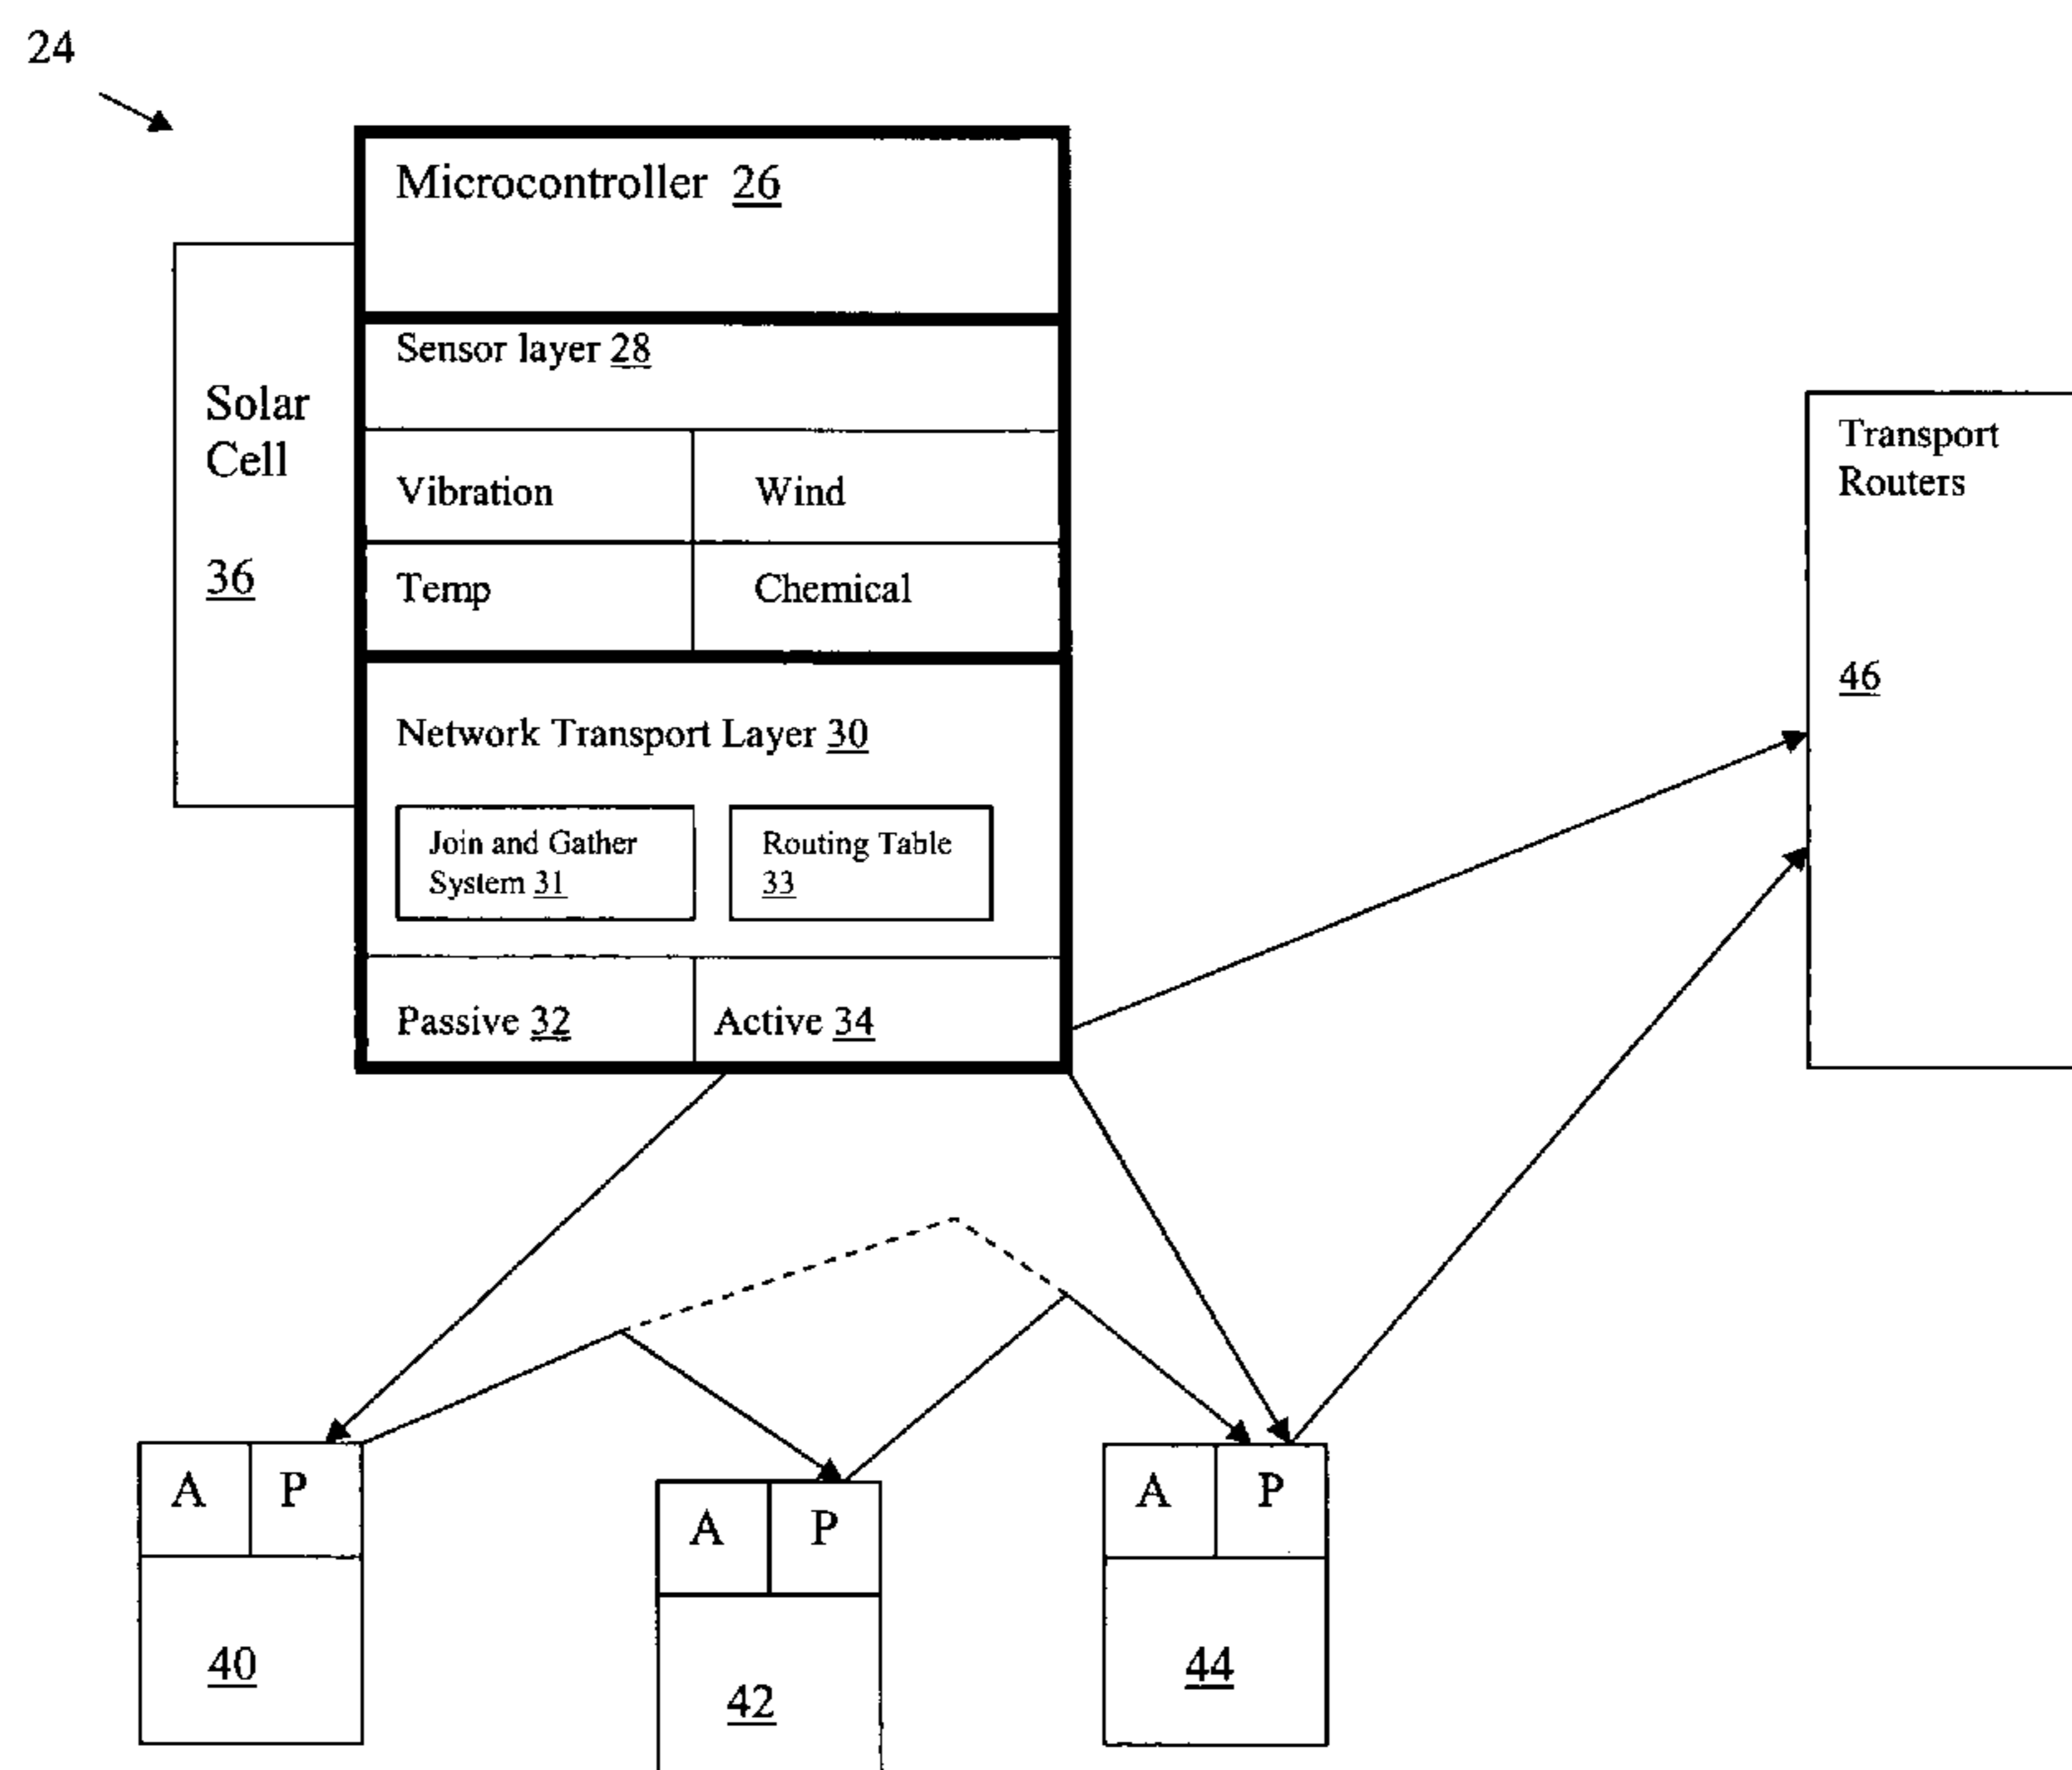 24
Microcontroller 26
Sensor layer 28
Vibration
Wind
Temp
Chemical
Solar
Cell
36
Network Transport Layer 30
Join and Gather
System 31
Routing Table
33
Passive 32
Active 34
Transport
Routers
46
A
P
40
A
P
42
A
P
44